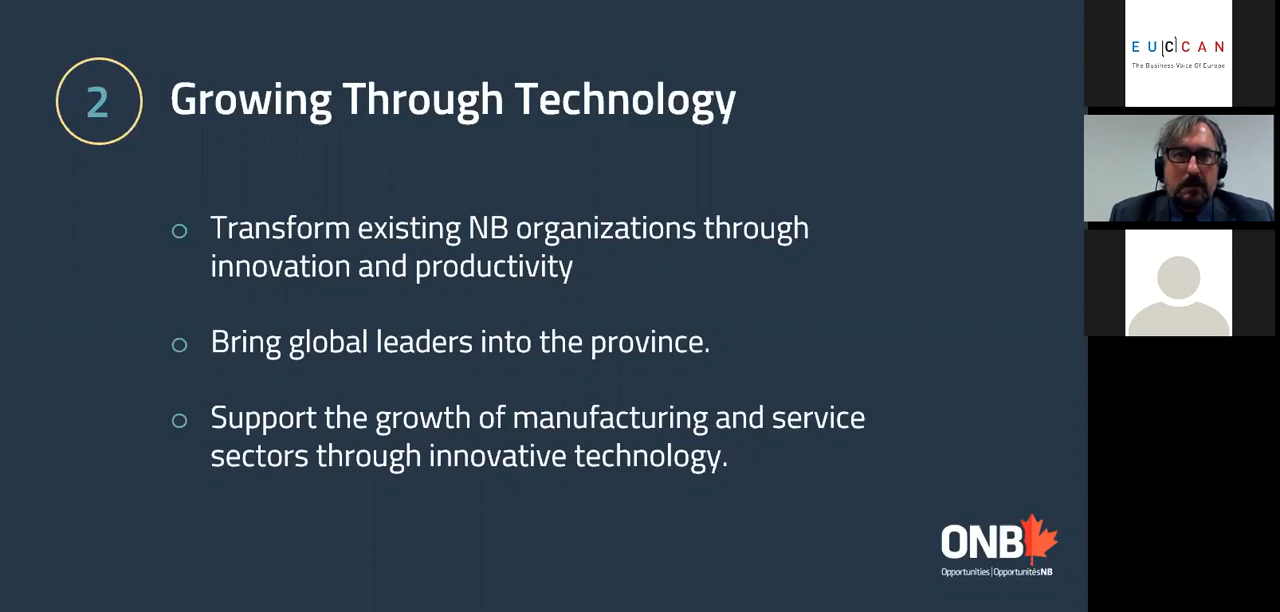 2
Growing Through Technology
Transform existing NB organizations through
innovation and productivity
Bring global leaders into the province.
Support the growth of manufacturing and service
sectors through innovative technology.
ONB
Opportunities|OpportunitésNB
EU(C)CAN
The Business Voice Of Europe